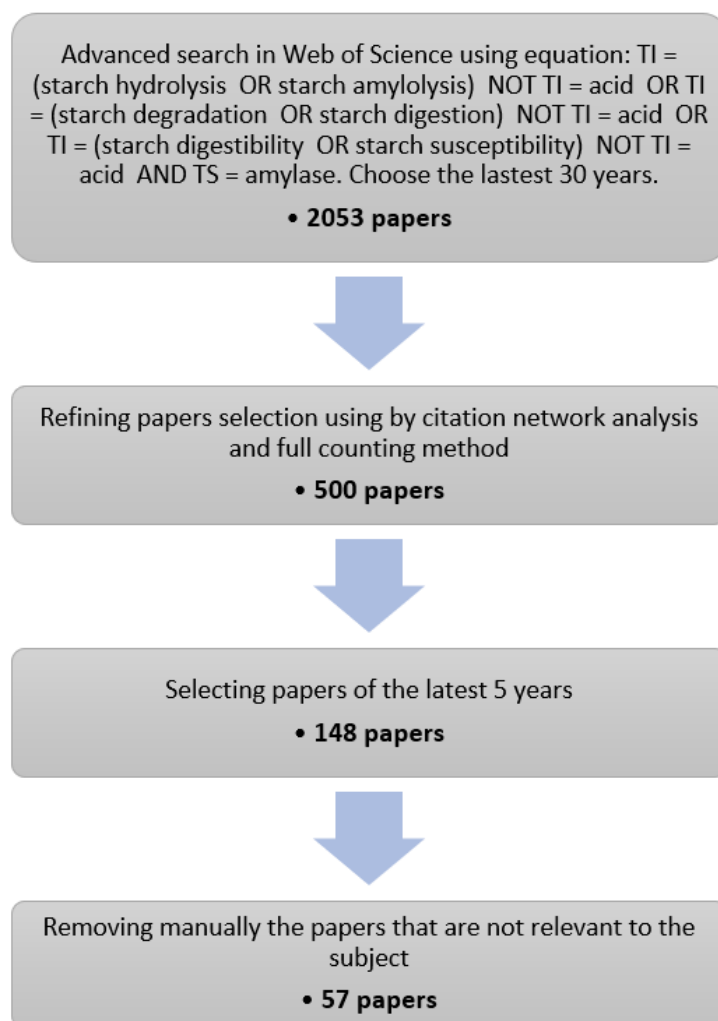 Advanced search in Web of Science using equation: TI =
(starch hydrolysis OR starch amylolysis) NOT TI = acid OR TI
= (starch degradation OR starch digestion) NOT TI = acid OR
TI = (starch digestibility OR starch susceptibility) NOT TI =
acid AND TS = amylase. Choose the lastest 30 years.
• 2053 papers
Refining papers selection using by citation network analysis
and full counting method
• 500 papers
Selecting papers of the latest 5 years
• 148 papers
Removing manually the papers that are not relevant to the
subject
• 57 papers